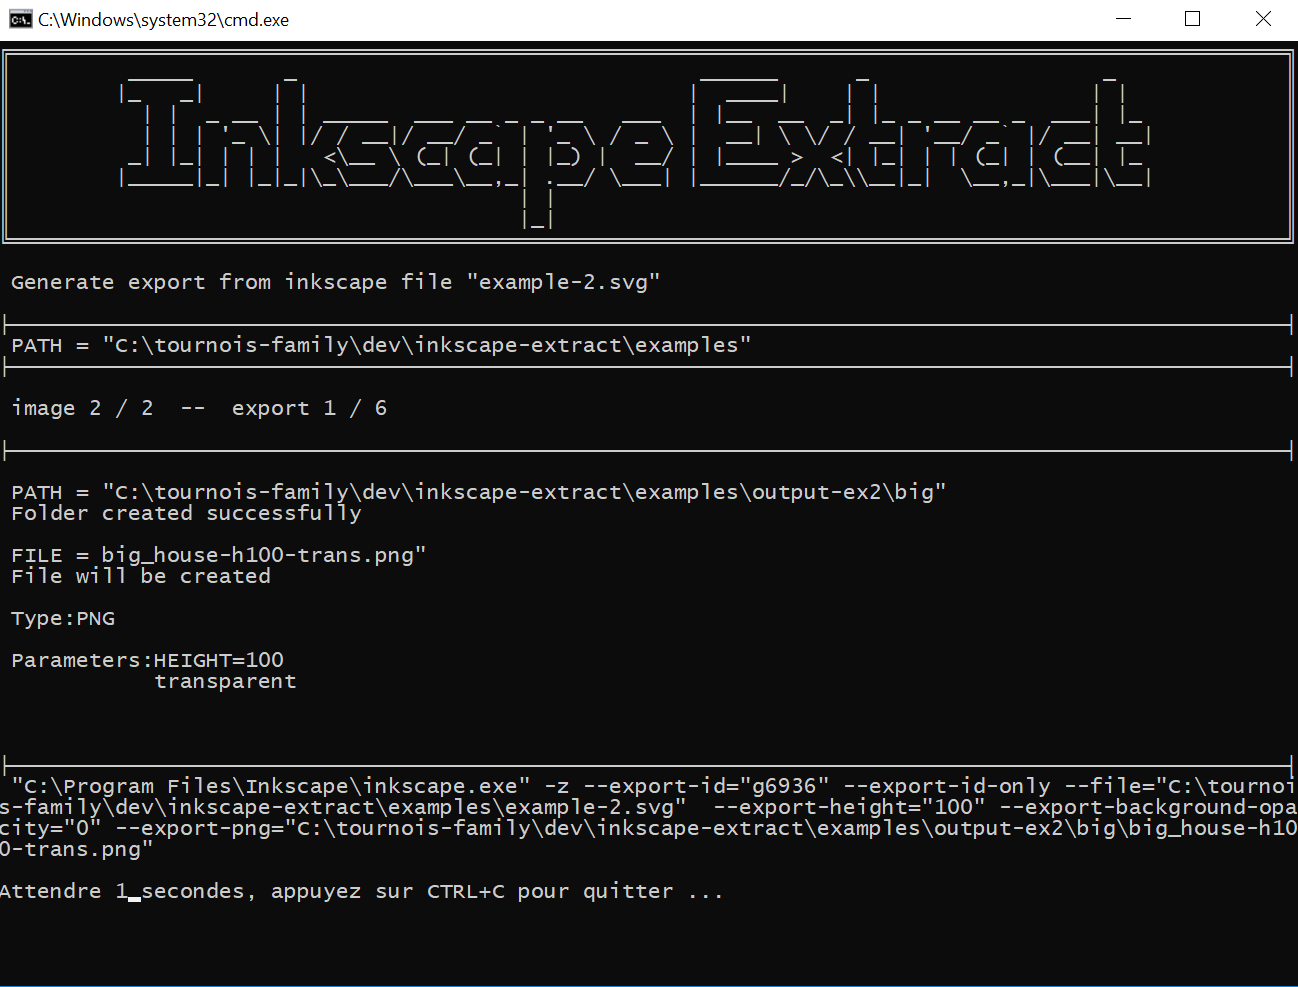 C:\Windows\system32\cmd.exe
Inkscape Extract
Generate export from inkscape file "example-2.svg"
PATH = "C:\tournois-family\dev\inkscape-extract\examples"
image 2 / 2  --  export 1 / 6
PATH = "C:\tournois-family\dev\inkscape-extract\examples\output-ex2\big"
Folder created successfully
FILE = big_house-h100-trans.png"
File will be created
Type:PNG
Parameters:HEIGHT=100
transparent
"C:\Program Files\Inkscape\inkscape.exe" -z --export-id="g6936" --export-id-only --file="C:\tournoi
s-family\dev\inkscape-extract\examples\example-2.svg"  --export-height="100" --export-background-opa
city="0" --export-png="C:\tournois-family\dev\inkscape-extract\examples\output-ex2\big\big_house-h10
0-trans.png"
Attendre 1 secondes, appuyez sur CTRL+C pour quitter ...